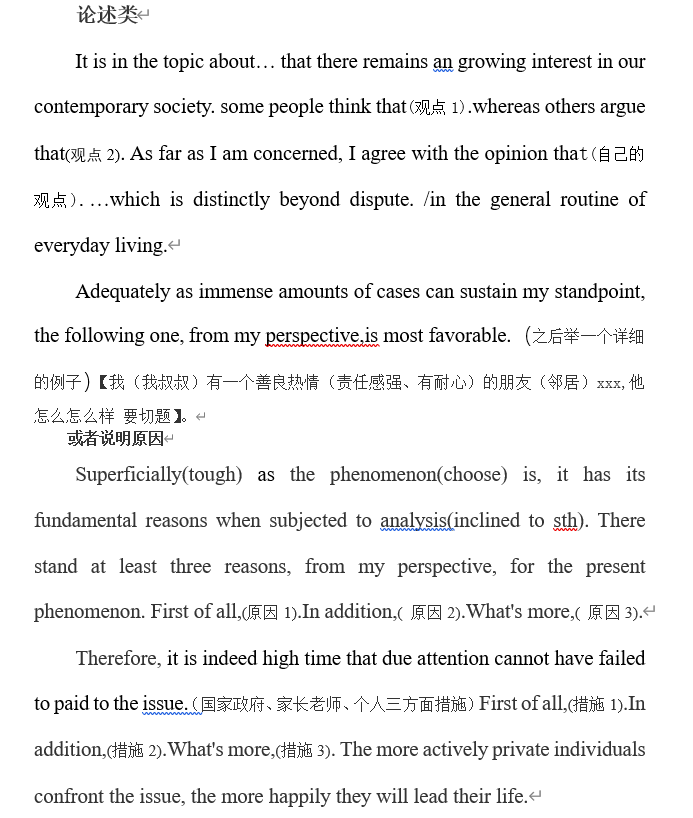 论述类
It is in the topic about… that there remains an growing interest in our
contemporary society. some people think that(观点 1).whereas others argue
that(观点 2). As far as I am concerned, I agree with the opinion that(自己的
观点). …which is distinctly beyond dispute. /in the general routine of
everyday living.
Adequately as immense amounts of cases can sustain my standpoint,
the following one, from my perspective,is most favorable. (之后举一个详细
的例子)【我（我叔叔）有一个善良热情（责任感强、有耐心）的朋友（邻居）xxx,他
怎么怎么样 要切题】。
或者说明原因
Superficially(tough) as the phenomenon(choose) is, it has its
fundamental reasons when subjected to analysis(inclined to sth). There
stand at least three reasons, from my perspective, for the present
phenomenon. First of all,(原因 1).In addition,( 原因 2).What's more,( 原因 3).
Therefore, it is indeed high time that due attention cannot have failed
to paid to the issue.（国家政府、家长老师、个人三方面措施）First of all,(措施 1).In
addition,(措施 2).What's more,(措施 3). The more actively private individuals
confront the issue, the more happily they will lead their life.